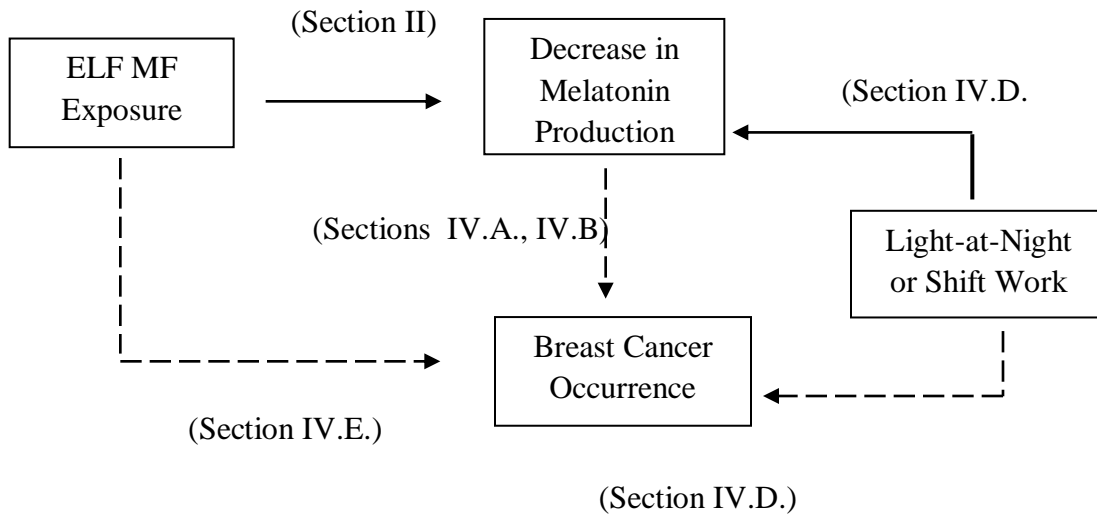 (Section II)
ELF MF
Exposure
Decrease in
Melatonin
Production
(Section IV.D.
(Sections IV.A., IV.B)
Light-at-Night
or Shift Work
Breast Cancer
Occurrence
(Section IV.E.)
(Section IV.D.)